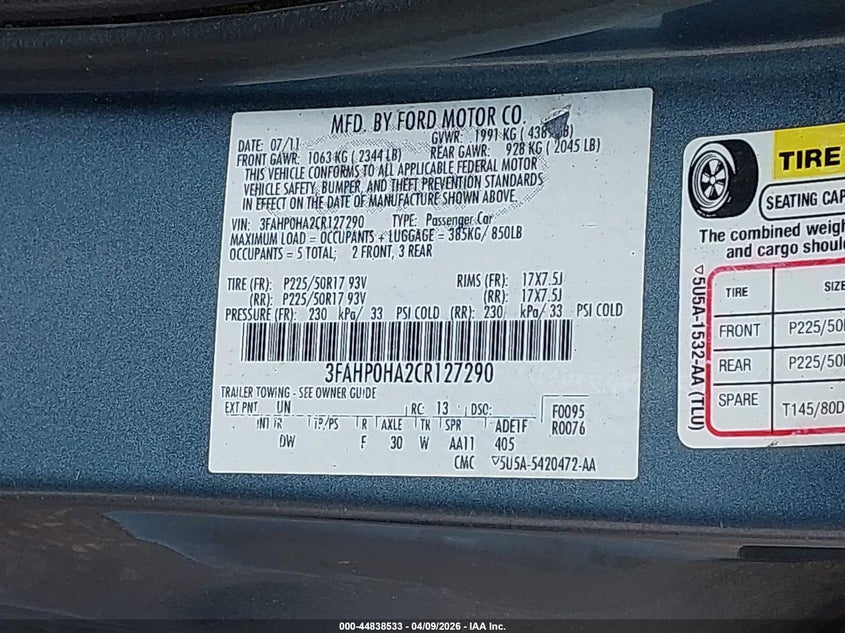 MFD. BY FORD MOTOR CO.
DATE: 07/11 GVWR: 1991 KG
FRONT GAWR: 1063 KG ( 2344 LB) REAR GAWR: 928 KG ( 2045 LB)
THIS VEHICLE CONFORMS TO ALL APPLICABLE FEDERAL MOTOR
VEHICLE SAFETY, BUMPER, AND THEFT PREVENTION STANDARDS
IN EFFECT ON THE DATE OF MANUFACTURE SHOWN ABOVE.
VIN: 3FAHP0HA2CR127290 TYPE: Passenger Car
MAXIMUM LOAD = OCCUPANTS + LUGGAGE = 385KG/ 850LB
OCCUPANTS = 5 TOTAL; 2 FRONT, 3 REAR
TIRE (FR): P225/50R17 93V RIMS (FR): 17X7.5J
(RR): P225/50R17 93V (RR): 17X7.5J
PRESSURE (FR): 230 kPa/ 33 PSI COLD (RR): 230 kPa/ 33 PSI COLD
3FAHP0HA2CR127290
TRAILER TOWING - SEE OWNER GUIDE
EXT PNT: UN RC: 13 DSO: F0095
INT TR TP/PS R AXLE TR SPR ADE1F R0076
DW F 30 W AA11 405
CMC 5U5A-5420472-AA
TIRE
SEATING CAP
The combined weigh
and cargo shoul
5U5A-1532-AA (TLU)
TIRE SIZE
FRONT P225/50
REAR P225/50
SPARE T145/80D
000-44838533 - 04/09/2026 - IAA Inc.